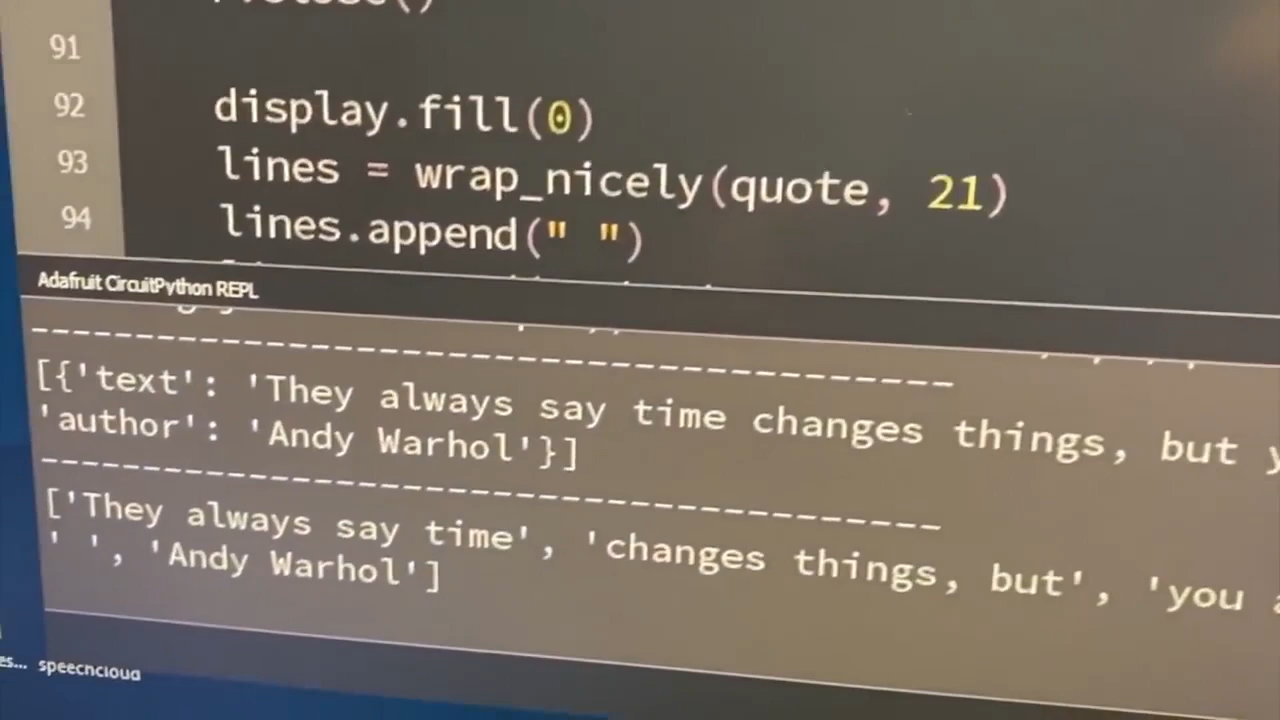 91
92 display.fill(0)
93 lines = wrap_nicely(quote, 21)
94 lines.append(" ")
Adafruit CircuitPython REPL
----------------------------------------
[{'text': 'They always say time changes things, but
'author': 'Andy Warhol'}]
----------------------------------------
['They always say time', 'changes things, but', 'you
' ', 'Andy Warhol']
es... speechcloud